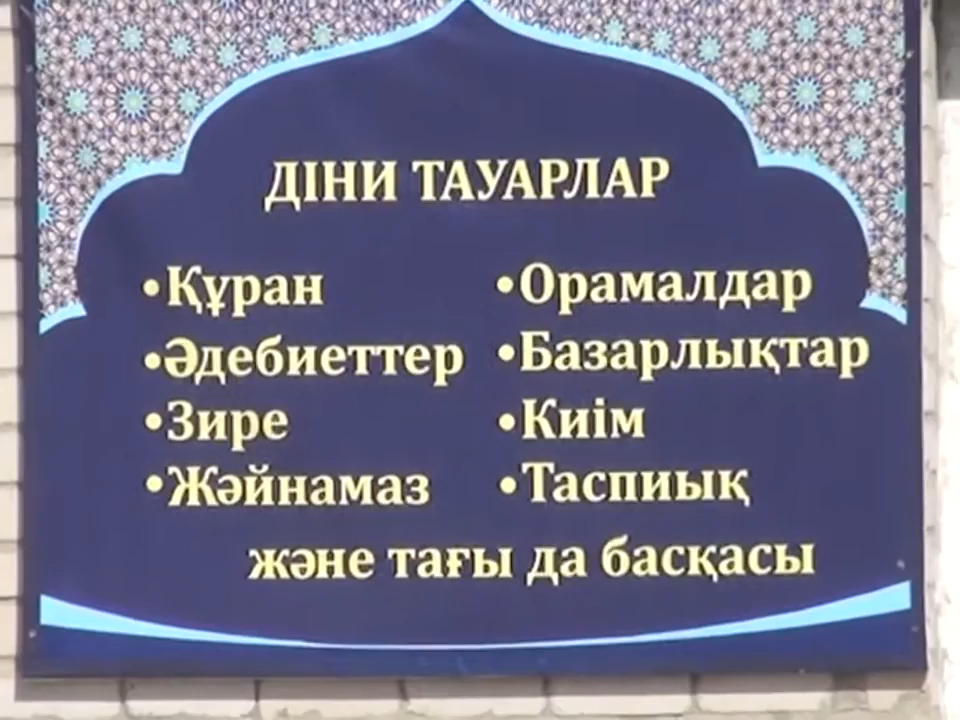 ДІНИ ТАУАРЛАР
•Құран
•Әдебиеттер
•Зире
•Жәйнамаз
•Орамалдар
•Базарлықтар
•Киім
•Таспиық
және тағы да басқасы